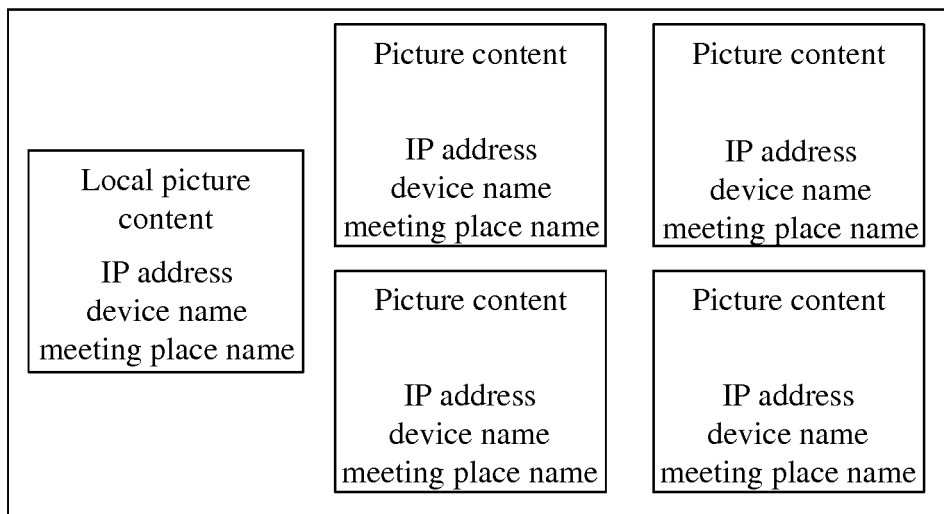 Local picture
content
IP address
device name
meeting place name
Picture content
IP address
device name
meeting place name
Picture content
IP address
device name
meeting place name
Picture content
IP address
device name
meeting place name
Picture content
IP address
device name
meeting place name